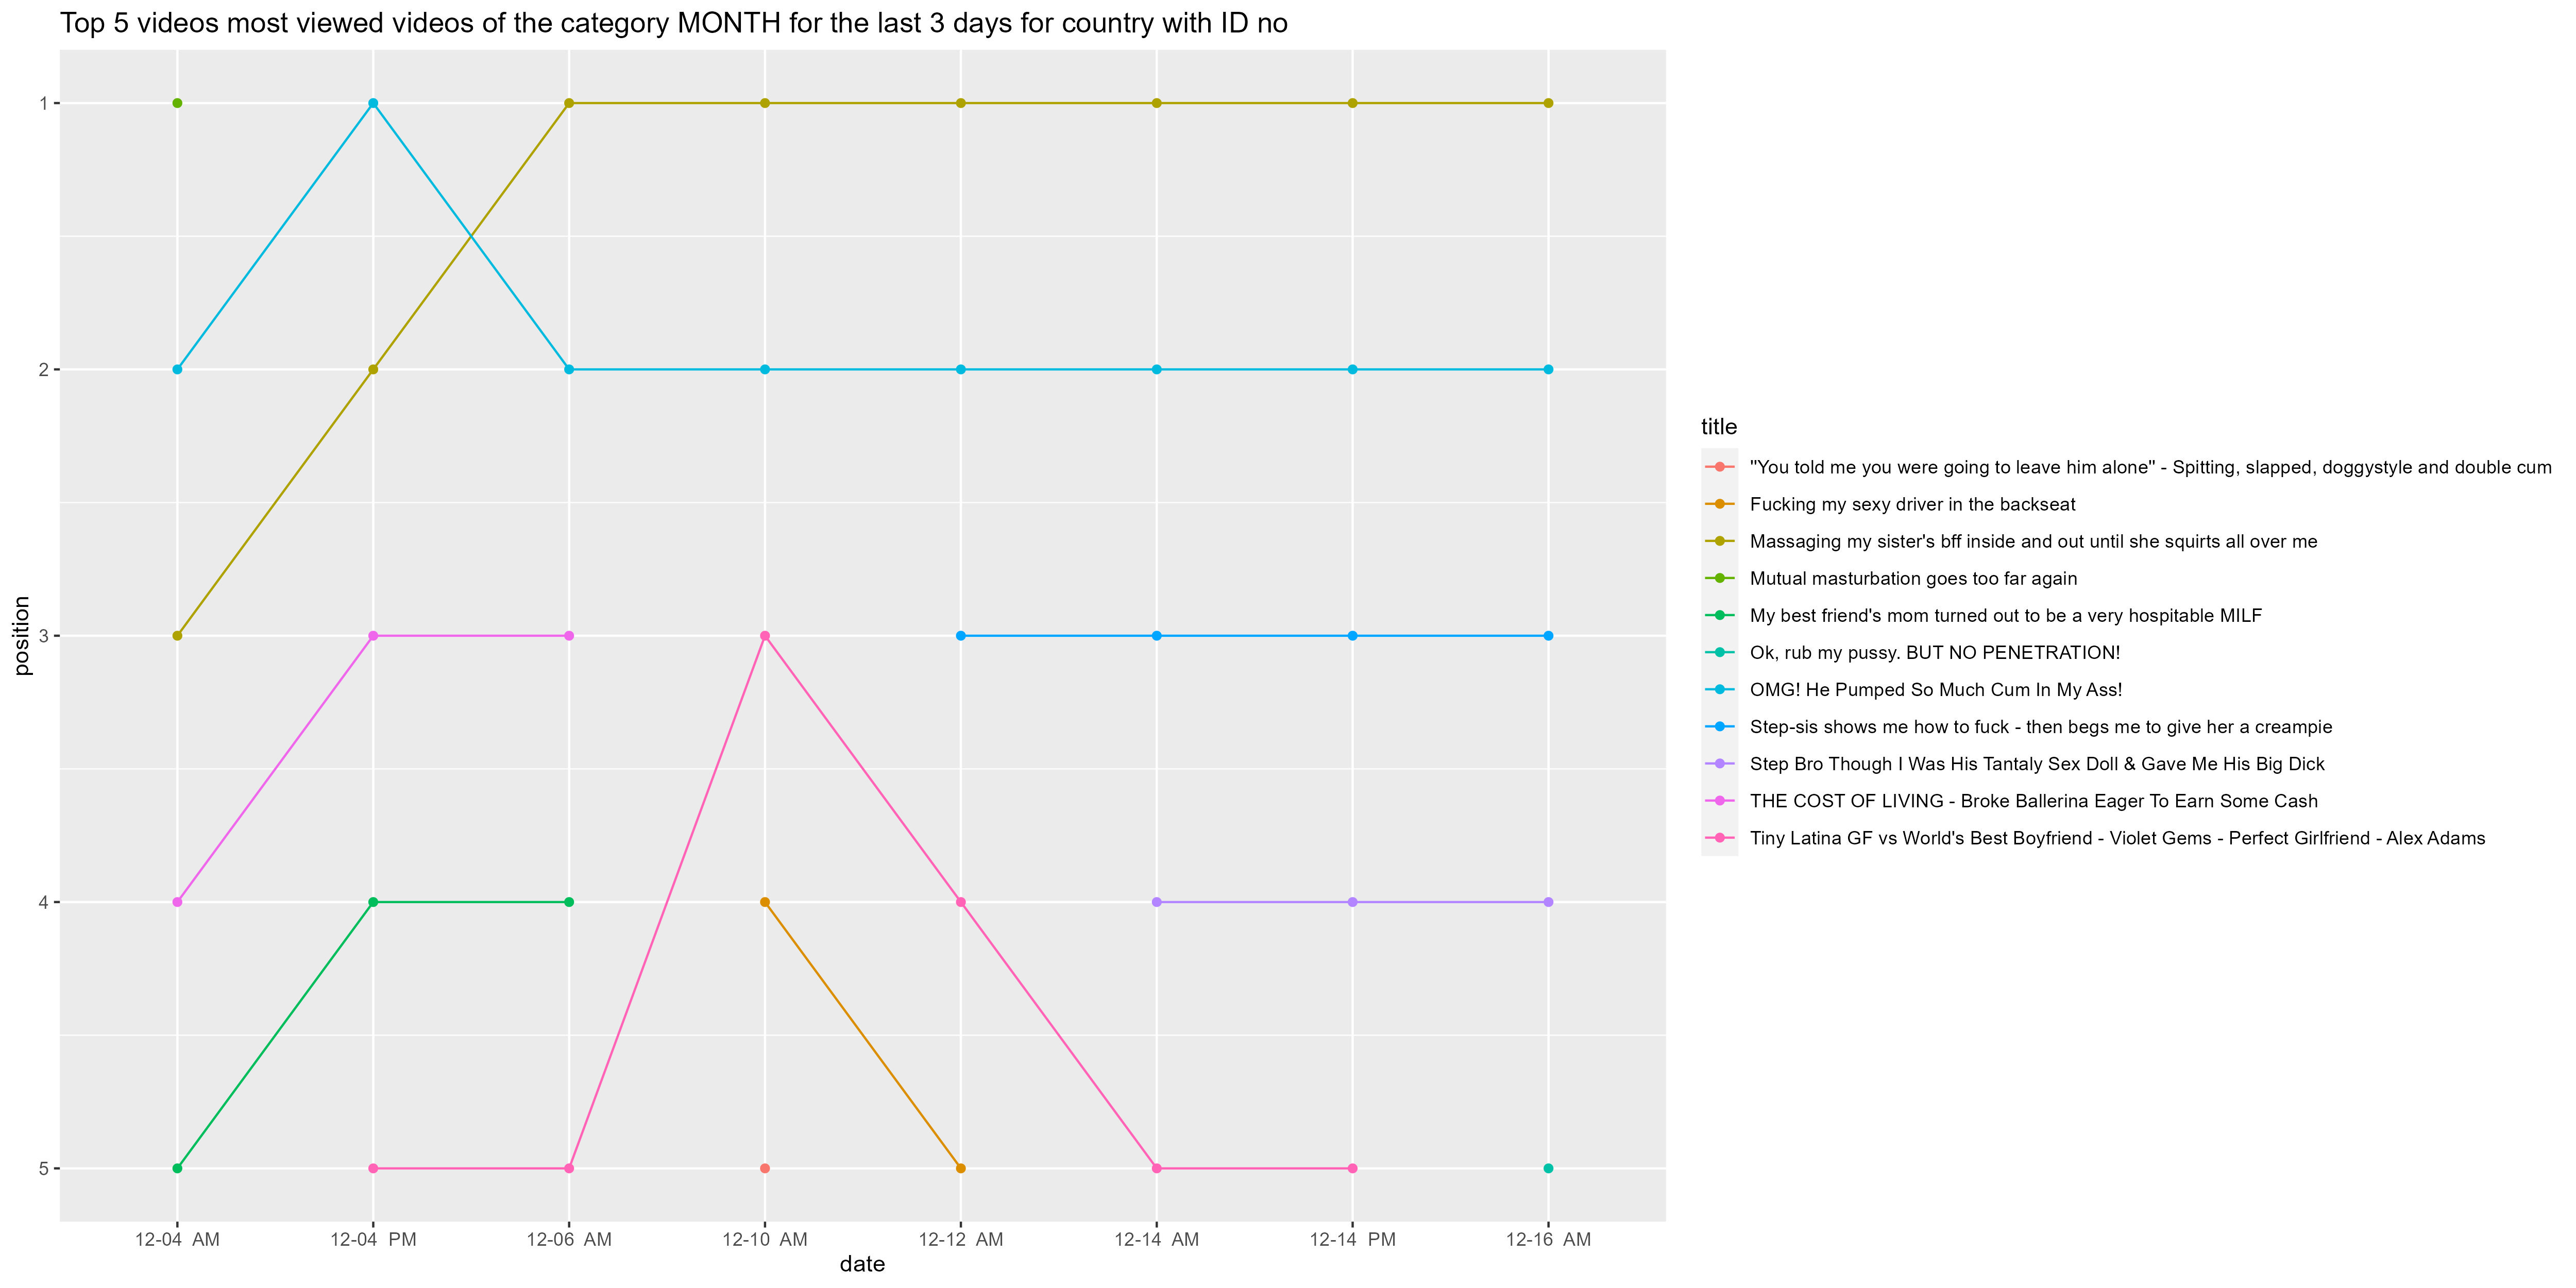 Top 5 videos most viewed videos of the category MONTH for the last 3 days for country with ID no
1
2
3
4
5
position
12-04 AM
12-04 PM
12-06 AM
12-10 AM
12-12 AM
12-14 AM
12-14 PM
12-16 AM
date
title
"You told me you were going to leave him alone" - Spitting, slapped, doggystyle and double cum
Fucking my sexy driver in the backseat
Massaging my sister's bff inside and out until she squirts all over me
Mutual masturbation goes too far again
My best friend's mom turned out to be a very hospitable MILF
Ok, rub my pussy. BUT NO PENETRATION!
OMG! He Pumped So Much Cum In My Ass!
Step-sis shows me how to fuck - then begs me to give her a creampie
Step Bro Though I Was His Tantaly Sex Doll & Gave Me His Big Dick
THE COST OF LIVING - Broke Ballerina Eager To Earn Some Cash
Tiny Latina GF vs World's Best Boyfriend - Violet Gems - Perfect Girlfriend - Alex Adams